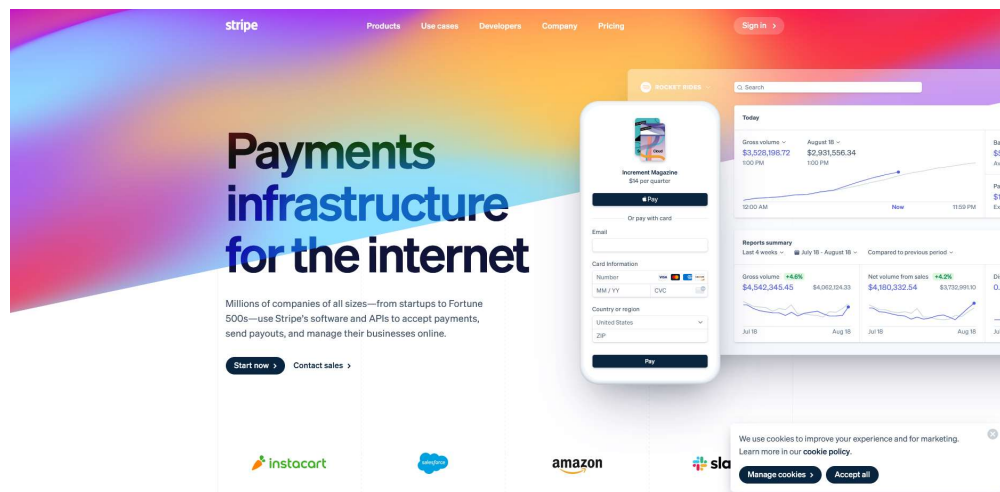 stripe
Products Use cases Developers Company Pricing
Sign in
ROCKET RIDES
Search
Payments
infrastructure
for the internet
Millions of companies of all sizes—from startups to Fortune
500s—use Stripe's software and APIs to accept payments,
send payouts, and manage their businesses online.
Start now Contact sales
Increment Magazine
$14 per quarter
Pay
Or pay with card
Email
Card Information
Number VISA
MM / YY CVC
Country or region
United States
ZIP
Pay
Today
Gross volume August 18
$3,528,198.72 $2,931,556.34
1:00 PM 1:00 PM
12:00 AM Now 11:59 PM
Reports summary
Last 4 weeks July 18 - August 18 Compared to previous period
Gross volume +4.6% Net volume from sales +4.2%
$4,542,345.45 $4,062,124.33 $4,180,332.54 $3,732,991.10
Jul 18 Aug 18 Jul 18 Aug 18
instacart salesforce amazon sla
We use cookies to improve your experience and for marketing.
Learn more in our cookie policy.
Manage cookies Accept all